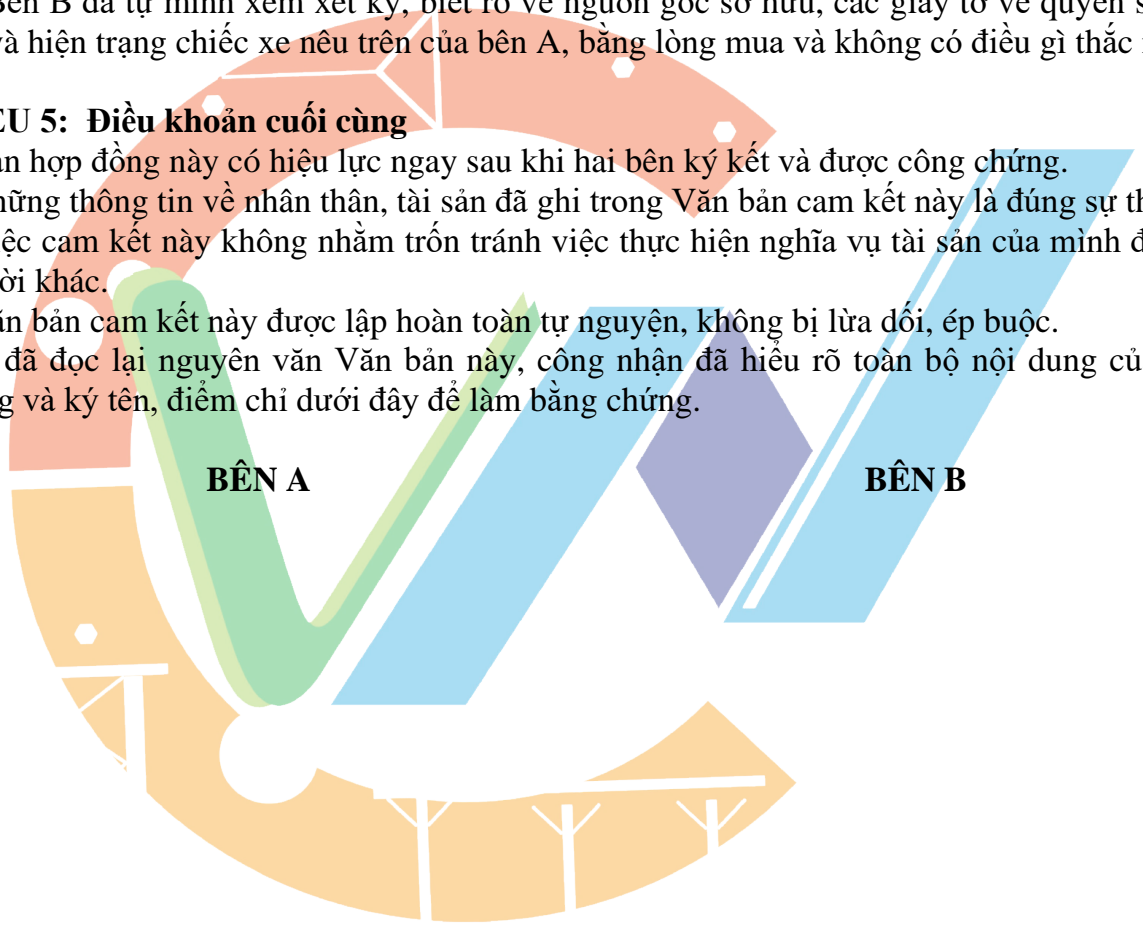 Bên B đã tự mình xem xét kỹ, biết rõ về nguồn gốc sở hữu, các giấy tờ về quyền s
và hiện trạng chiếc xe nêu trên của bên A, bằng lòng mua và không có điều gì thắc
ỀU 5: Điều khoản cuối cùng
ản hợp đồng này có hiệu lực ngay sau khi hai bên ký kết và được công chứng.
hững thông tin về nhân thân, tài sản đã ghi trong Văn bản cam kết này là đúng sự th
iệc cam kết này không nhằm trốn tránh việc thực hiện nghĩa vụ tài sản của mình đ
ời khác.
ăn bản cam kết này được lập hoàn toàn tự nguyện, không bị lừa dối, ép buộc.
đã đọc lại nguyên văn Văn bản này, công nhận đã hiểu rõ toàn bộ nội dung củ
g và ký tên, điểm chỉ dưới đây để làm bằng chứng.
BÊN A BÊN B